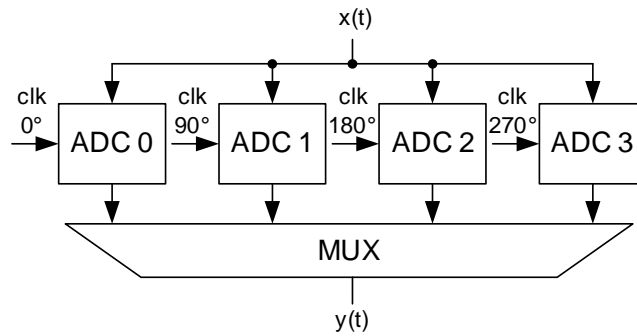 x(t)
clk clk clk clk
0° 90° 180° 270°
ADC 0 ADC 1 ADC 2 ADC 3
MUX
y(t)